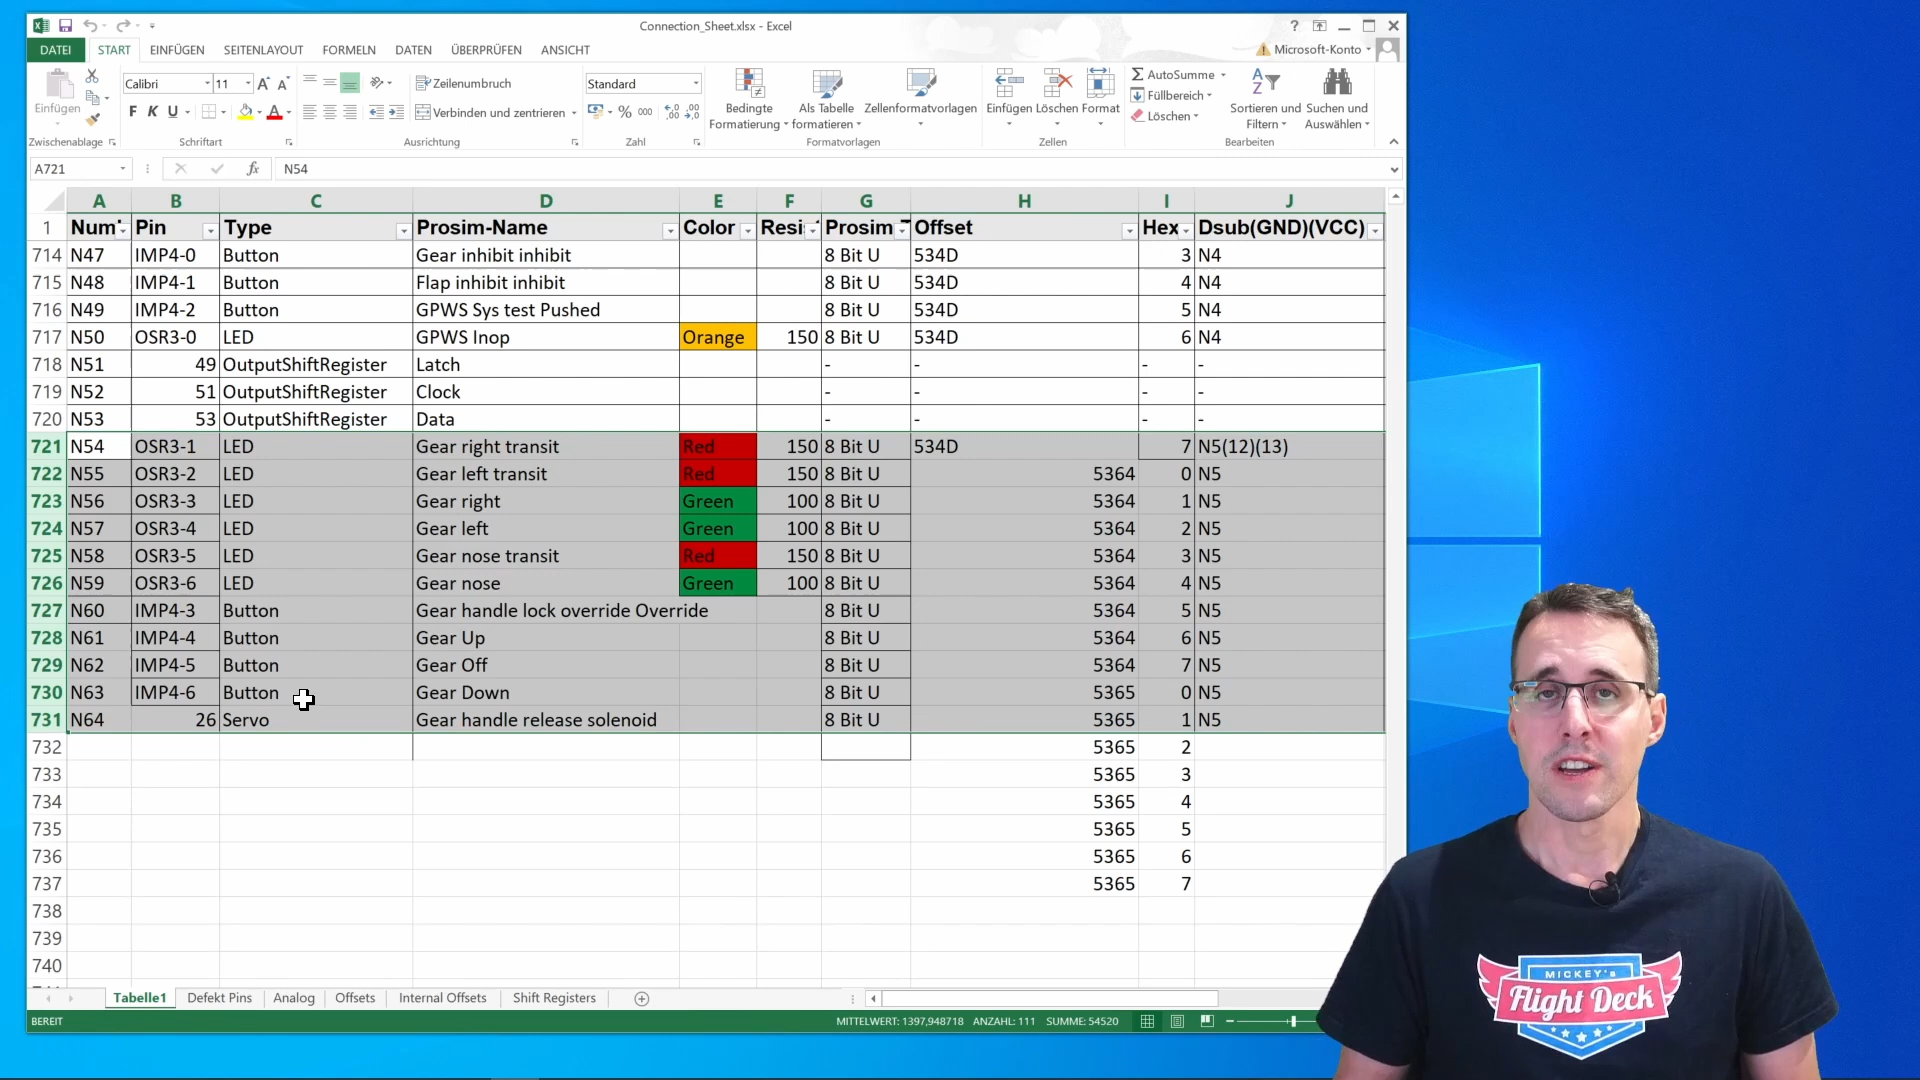 Connection_Sheet.xlsx - Excel
DATEI START EINFÜGEN SEITENLAYOUT FORMELN DATEN ÜBERPRÜFEN ANSICHT Microsoft-Konto
Einfügen
Calibri 11
F K U
Zeilenumbruch
Verbinden und zentrieren
Standard
% 000
Bedingte Formatierung
Als Tabelle formatieren
Zellenformatvorlagen
Einfügen Löschen Format
AutoSumme
Füllbereich
Löschen
Sortieren und Filtern
Suchen und Auswählen
Zwischenablage Schriftart Ausrichtung Zahl Formatvorlagen Zellen Bearbeiten
A721 fx N54
A B C D E F G H I J
1 Num Pin Type Prosim-Name Color Resi Prosim Offset Hex Dsub(GND)(VCC)
714 N47 IMP4-0 Button Gear inhibit inhibit 8 Bit U 534D 3 N4
715 N48 IMP4-1 Button Flap inhibit inhibit 8 Bit U 534D 4 N4
716 N49 IMP4-2 Button GPWS Sys test Pushed 8 Bit U 534D 5 N4
717 N50 OSR3-0 LED GPWS Inop Orange 150 8 Bit U 534D 6 N4
718 N51 49 OutputShiftRegister Latch - - - -
719 N52 51 OutputShiftRegister Clock - - - -
720 N53 53 OutputShiftRegister Data - - - -
721 N54 OSR3-1 LED Gear right transit Red 150 8 Bit U 534D 7 N5(12)(13)
722 N55 OSR3-2 LED Gear left transit Red 150 8 Bit U 5364 0 N5
723 N56 OSR3-3 LED Gear right Green 100 8 Bit U 5364 1 N5
724 N57 OSR3-4 LED Gear left Green 100 8 Bit U 5364 2 N5
725 N58 OSR3-5 LED Gear nose transit Red 150 8 Bit U 5364 3 N5
726 N59 OSR3-6 LED Gear nose Green 100 8 Bit U 5364 4 N5
727 N60 IMP4-3 Button Gear handle lock override Override 8 Bit U 5364 5 N5
728 N61 IMP4-4 Button Gear Up 8 Bit U 5364 6 N5
729 N62 IMP4-5 Button Gear Off 8 Bit U 5364 7 N5
730 N63 IMP4-6 Button Gear Down 8 Bit U 5365 0 N5
731 N64 26 Servo Gear handle release solenoid 8 Bit U 5365 1 N5
732 5365 2
733 5365 3
734 5365 4
735 5365 5
736 5365 6
737 5365 7
738
739
740
Tabelle1 Defekt Pins Analog Offsets Internal Offsets Shift Registers
BEREIT MITTELWERT: 1397,948718 ANZAHL: 111 SUMME: 54520
MICKEY's
Flight Deck